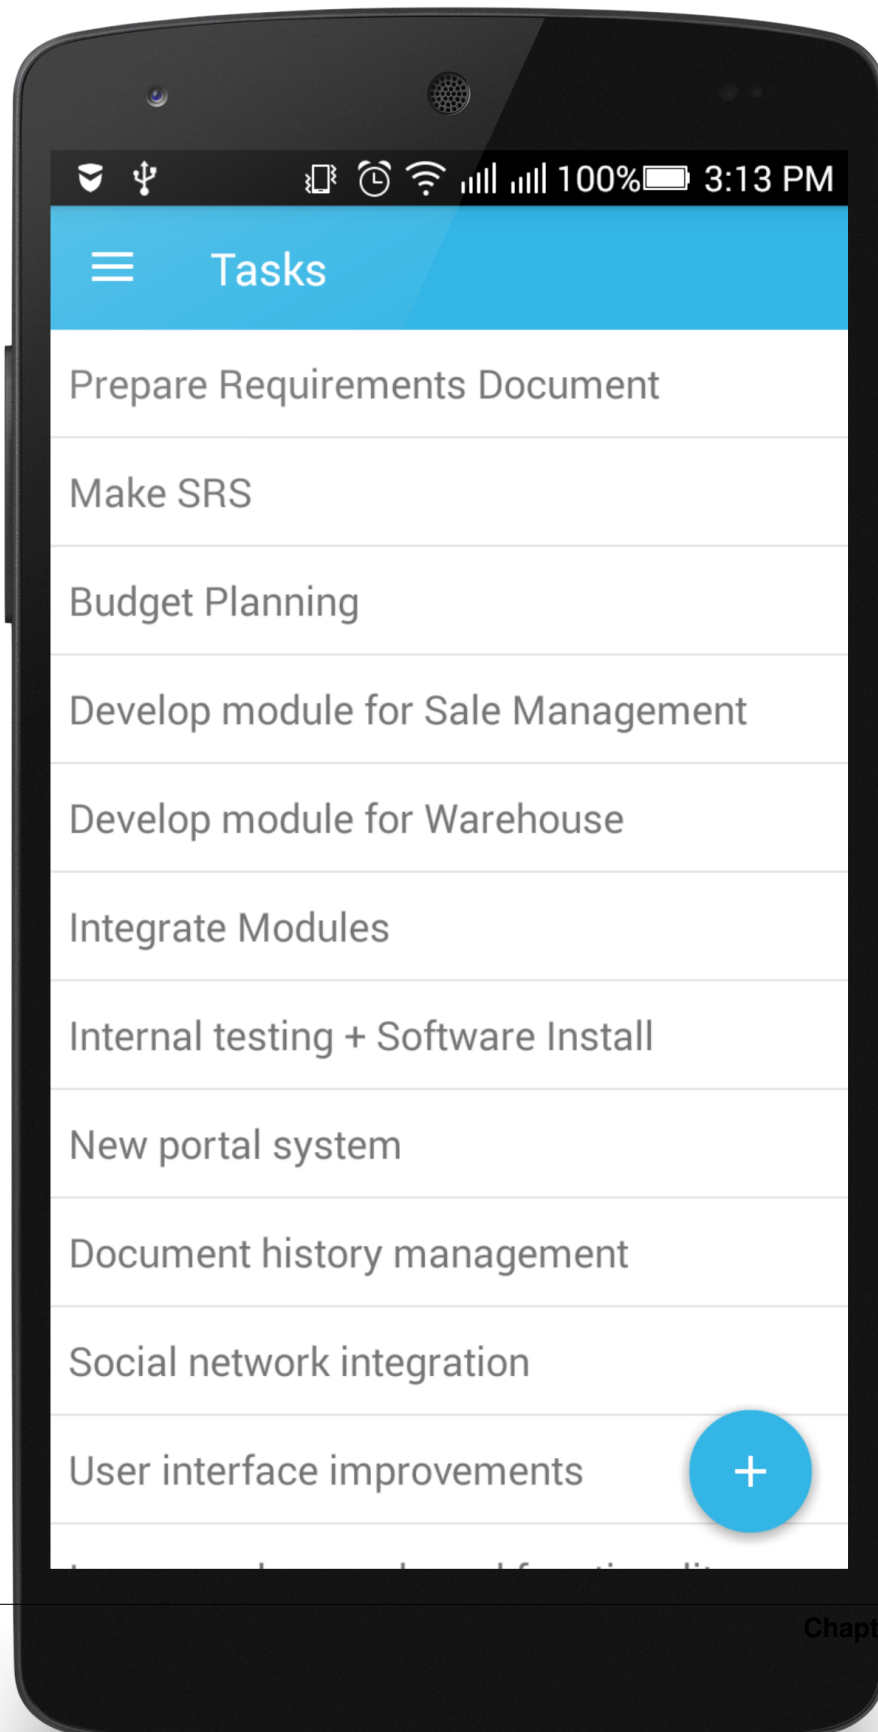 100% 3:13 PM
Tasks
Prepare Requirements Document
Make SRS
Budget Planning
Develop module for Sale Management
Develop module for Warehouse
Integrate Modules
Internal testing + Software Install
New portal system
Document history management
Social network integration
User interface improvements
+
Chapt